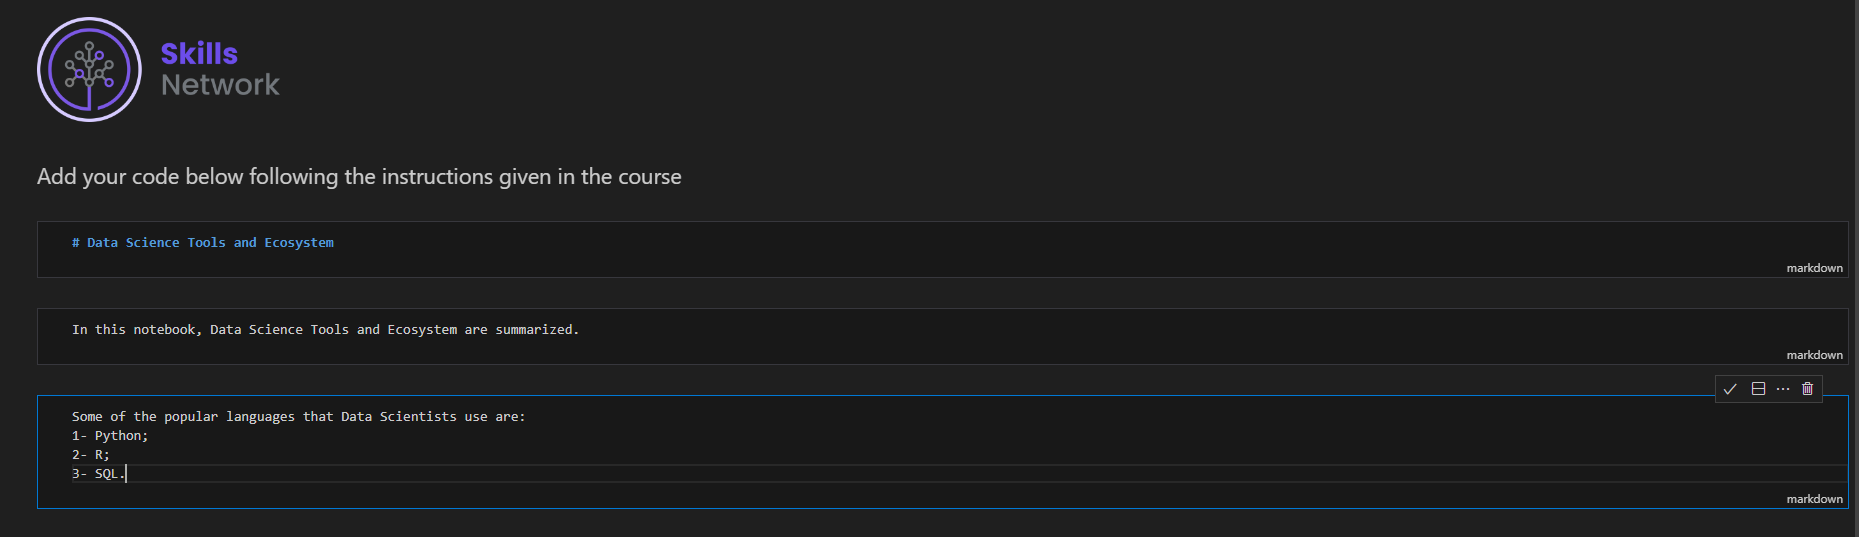 Skills
Network
Add your code below following the instructions given in the course
# Data Science Tools and Ecosystem
markdown
In this notebook, Data Science Tools and Ecosystem are summarized.
markdown
Some of the popular languages that Data Scientists use are:
1- Python;
2- R;
3- SQL.
markdown